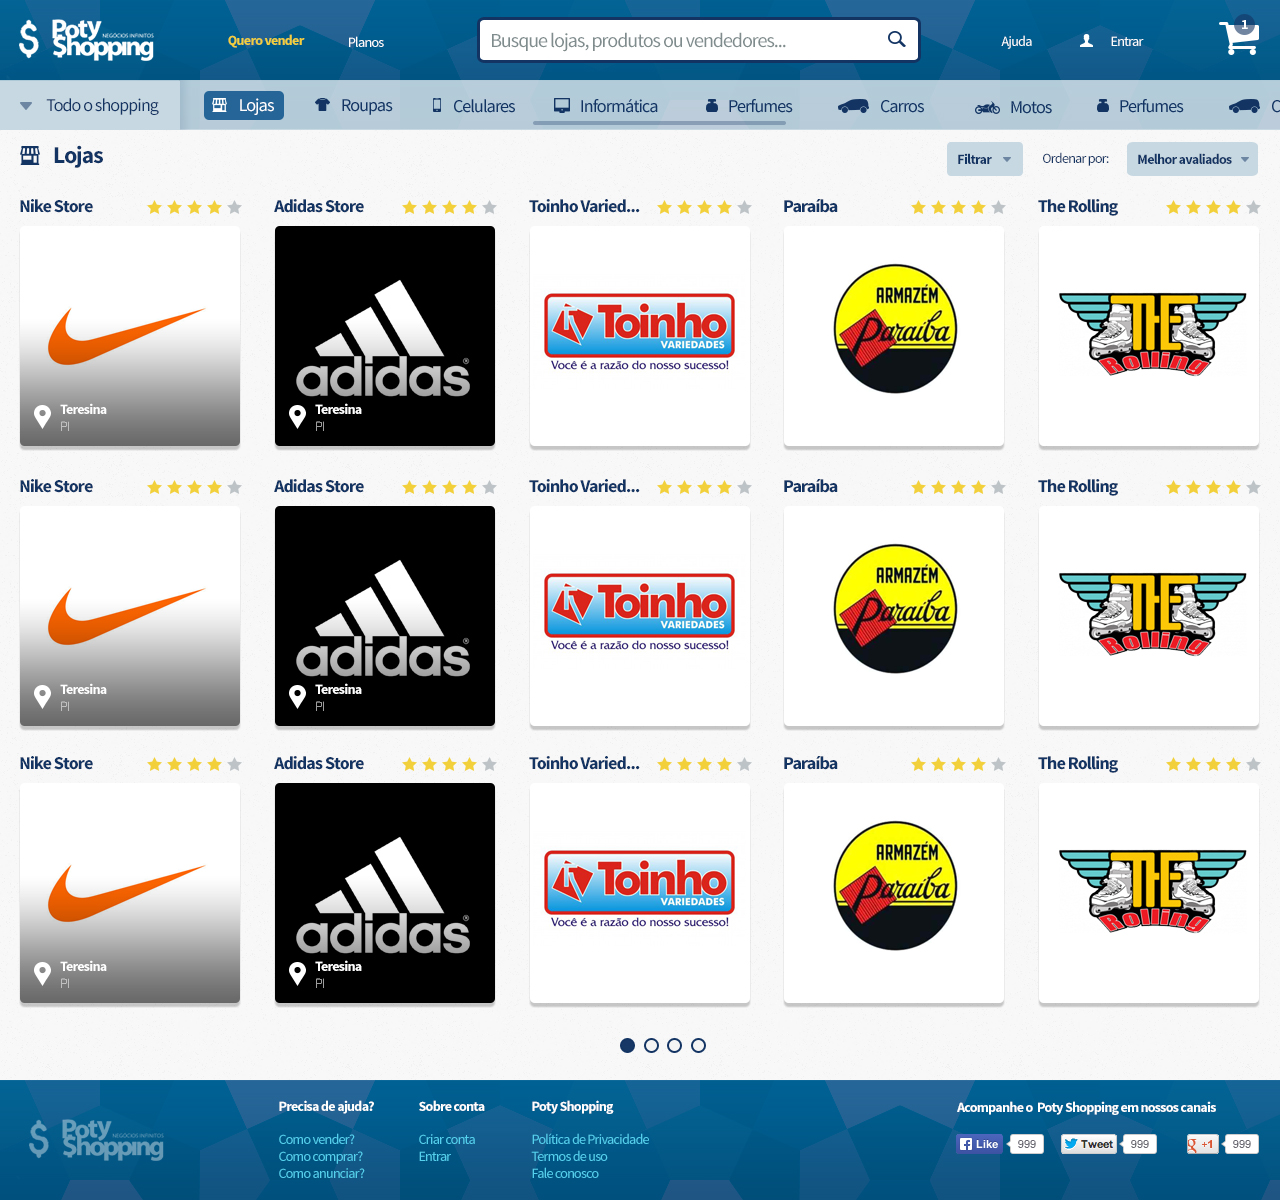 Poty Shopping NEGÓCIOS INFINITOS
Quero vender
Planos
Busque lojas, produtos ou vendedores...
Ajuda
Entrar
1
Todo o shopping
Lojas
Roupas
Celulares
Informática
Perfumes
Carros
Motos
Perfumes
C
Lojas
Filtrar
Ordenar por:
Melhor avaliados
Nike Store
Adidas Store
Toinho Varied...
Paraíba
The Rolling
Teresina
PI
adidas®
Teresina
PI
Toinho
VARIEDADES
Você é a razão do nosso sucesso!
ARMAZÉM
Paraiba
THE
Rolling
Nike Store
Adidas Store
Toinho Varied...
Paraíba
The Rolling
Teresina
PI
adidas®
Teresina
PI
Toinho
VARIEDADES
Você é a razão do nosso sucesso!
ARMAZÉM
Paraiba
THE
Rolling
Nike Store
Adidas Store
Toinho Varied...
Paraíba
The Rolling
Teresina
PI
adidas®
Teresina
PI
Toinho
VARIEDADES
Você é a razão do nosso sucesso!
ARMAZÉM
Paraiba
THE
Rolling
Poty Shopping NEGÓCIOS INFINITOS
Precisa de ajuda?
Como vender?
Como comprar?
Como anunciar?
Sobre conta
Criar conta
Entrar
Poty Shopping
Política de Privacidade
Termos de uso
Fale conosco
Acompanhe o Poty Shopping em nossos canais
Like 999
Tweet 999
g +1 999